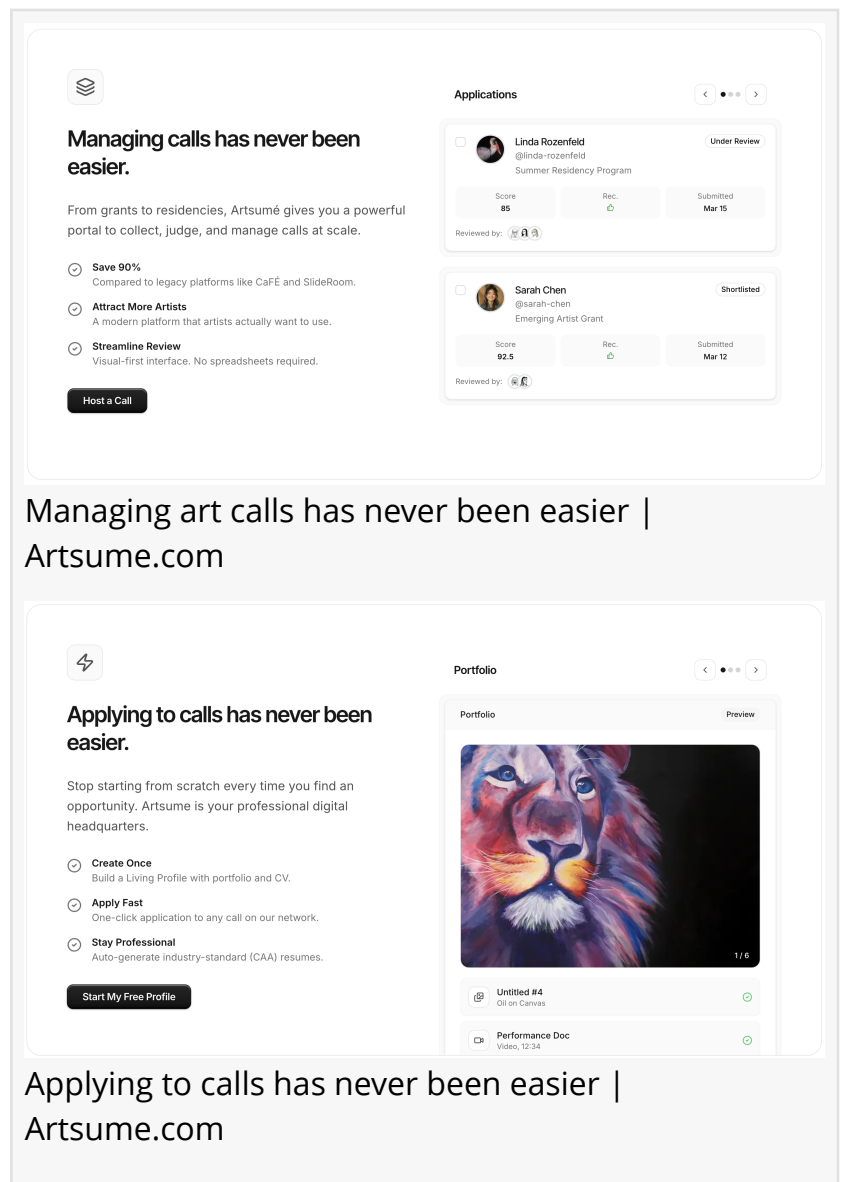 Managing calls has never been
easier.
From grants to residencies, Artsumé gives you a powerful
portal to collect, judge, and manage calls at scale.
Save 90%
Compared to legacy platforms like CaFÉ and SlideRoom.
Attract More Artists
A modern platform that artists actually want to use.
Streamline Review
Visual-first interface. No spreadsheets required.
Host a Call
Applications
Linda Rozenfeld
Under Review
@linda-rozenfeld
Summer Residency Program
Score Rec. Submitted
85 Mar 15
Reviewed by:
Sarah Chen
Shortlisted
@sarah-chen
Emerging Artist Grant
Score Rec. Submitted
92.5 Mar 12
Reviewed by:
Managing art calls has never been easier |
Artsume.com
Applying to calls has never been
easier.
Stop starting from scratch every time you find an
opportunity. Artsume is your professional digital
headquarters.
Create Once
Build a Living Profile with portfolio and CV.
Apply Fast
One-click application to any call on our network.
Stay Professional
Auto-generate industry-standard (CAA) resumes.
Start My Free Profile
Portfolio
Portfolio
Preview
1 / 6
Untitled #4
Oil on Canvas
Performance Doc
Video, 12:34
Applying to calls has never been easier |
Artsume.com